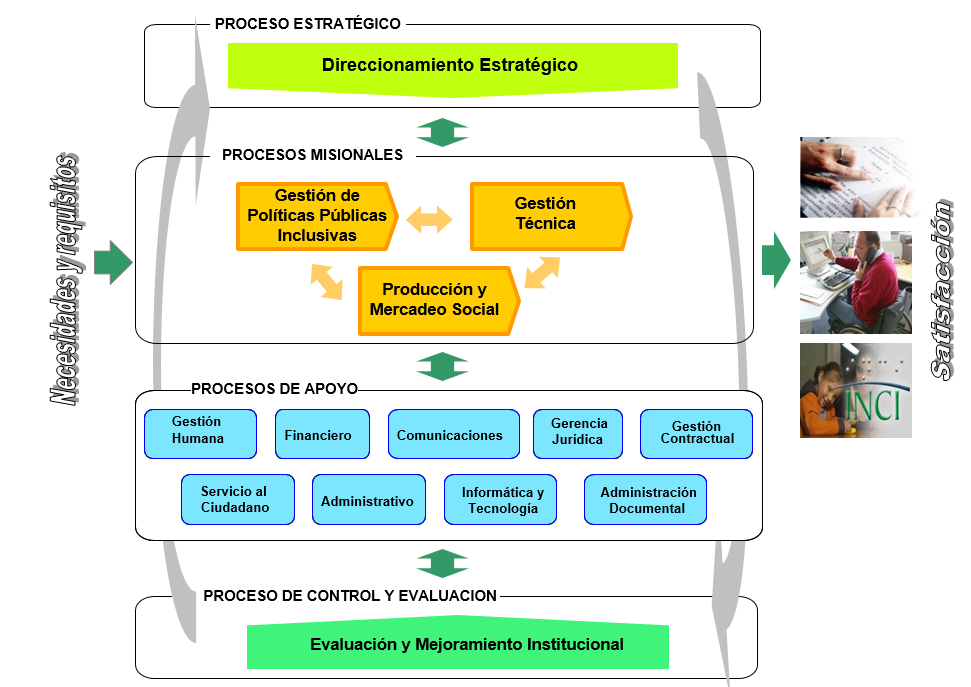 PROCESO ESTRATÉGICO
Direccionamiento Estratégico
PROCESOS MISIONALES
Gestión de
Políticas Públicas
Inclusivas
Gestión
Técnica
Producción y
Mercadeo Social
Necesidades y requisitos
Satisfacción
INCI
PROCESOS DE APOYO
Gestión
Humana
Financiero
Comunicaciones
Gerencia
Jurídica
Gestión
Contractual
Servicio al
Ciudadano
Administrativo
Informática y
Tecnología
Administración
Documental
PROCESO DE CONTROL Y EVALUACION
Evaluación y Mejoramiento Institucional